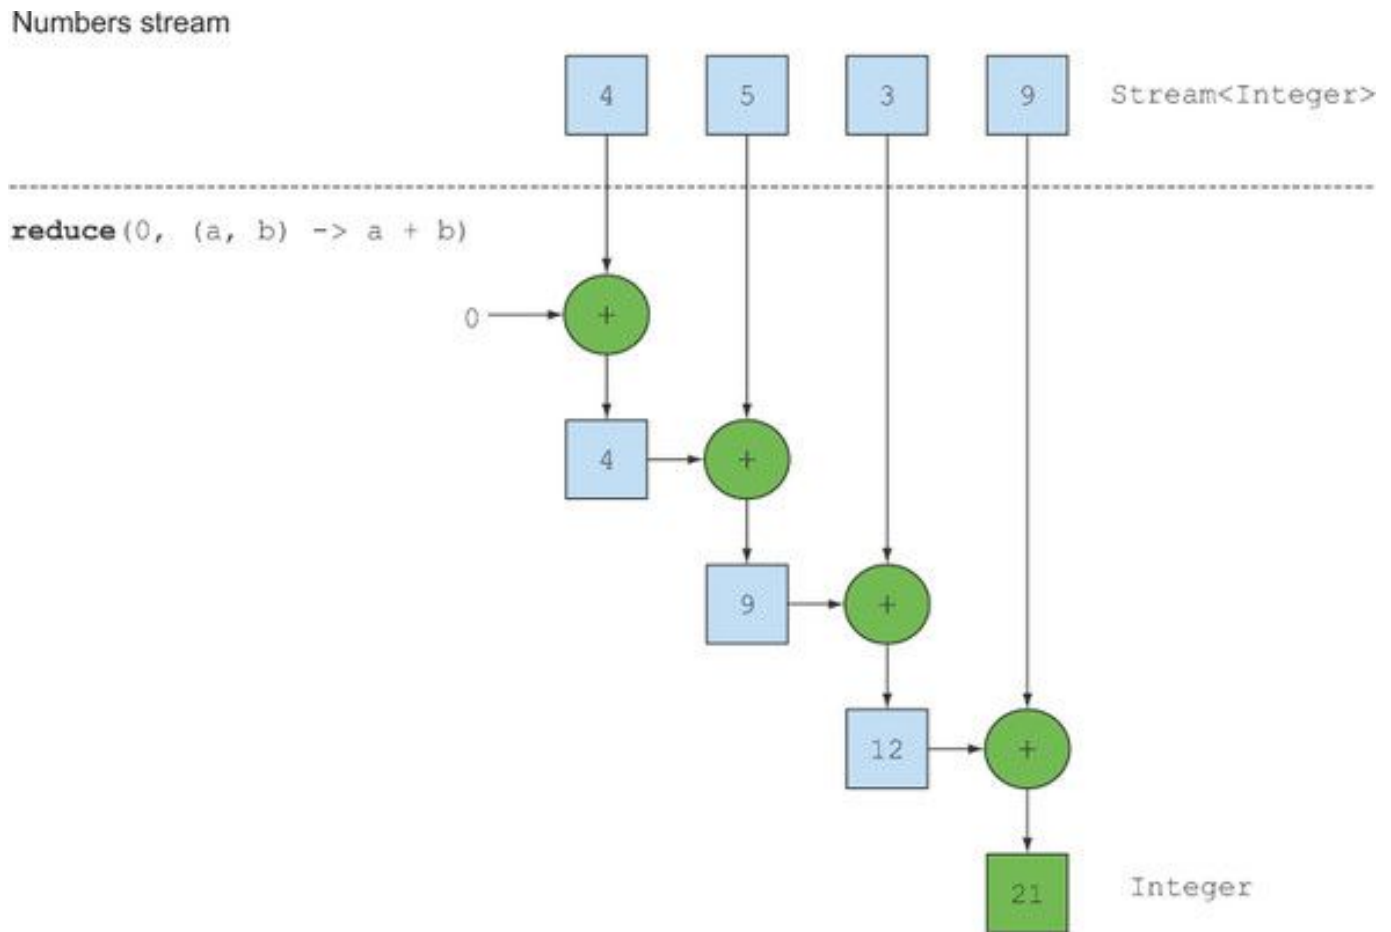 Numbers stream
4 5 3 9 Stream<Integer>
reduce(0, (a, b) -> a + b)
0 +
4 +
9 +
12 +
21 Integer